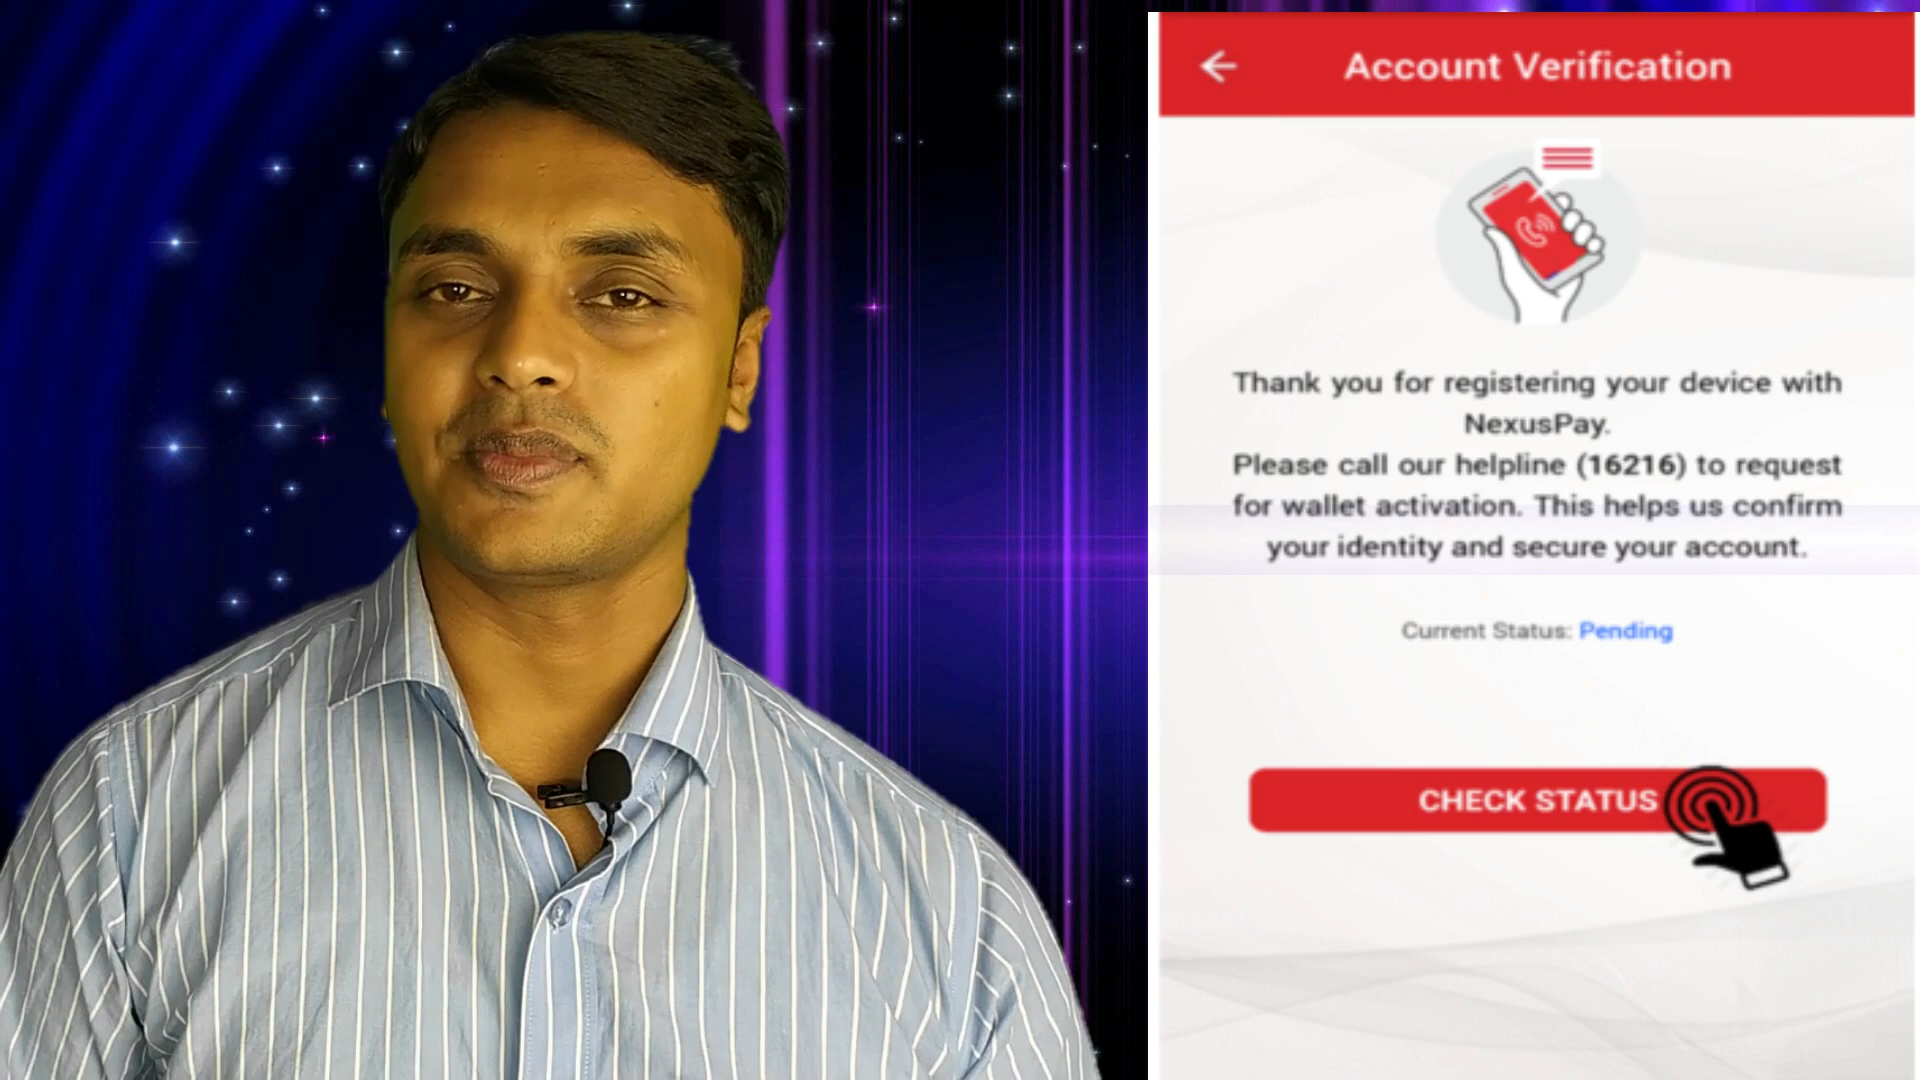 Account Verification
Thank you for registering your device with
NexusPay.
Please call our helpline (16216) to request
for wallet activation. This helps us confirm
your identity and secure your account.
Current Status: Pending
CHECK STATUS